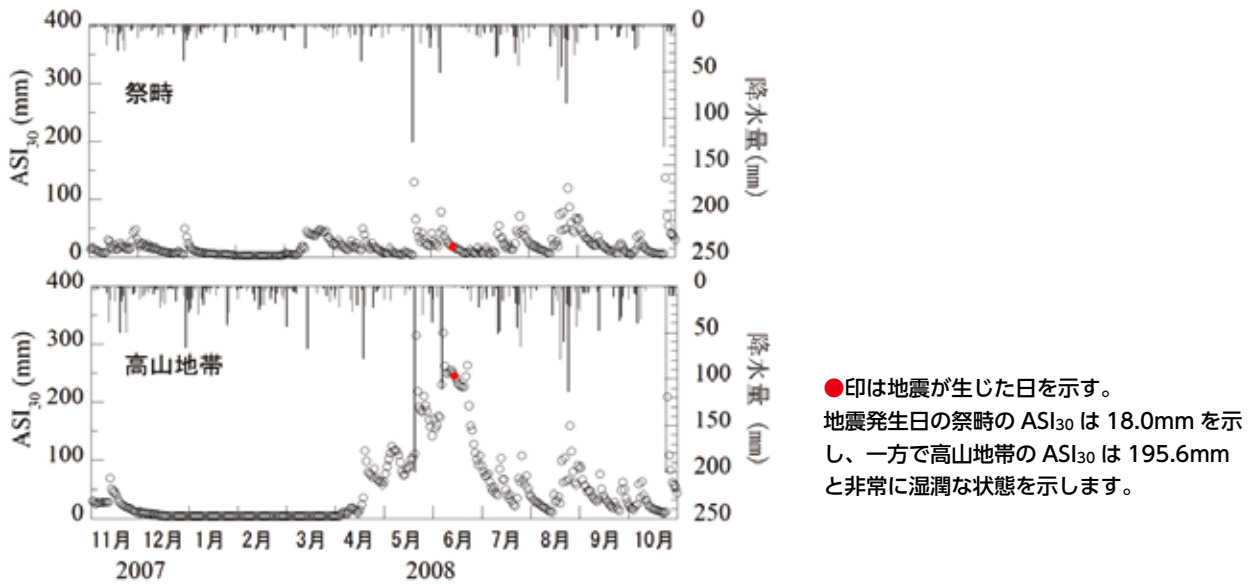 400
300
200
100
0
ASI30 (mm)
祭時
0
50
100
150
200
250
降水量(mm)
400
300
200
100
0
ASI30 (mm)
高山地帯
0
50
100
150
200
250
降水量(mm)
11月 12月 1月 2月 3月 4月 5月 6月 7月 8月 9月 10月
2007 2008
●印は地震が生じた日を示す。
地震発生日の祭時の ASI30 は 18.0mm を示
し、一方で高山地帯の ASI30 は 195.6mm
と非常に湿潤な状態を示します。